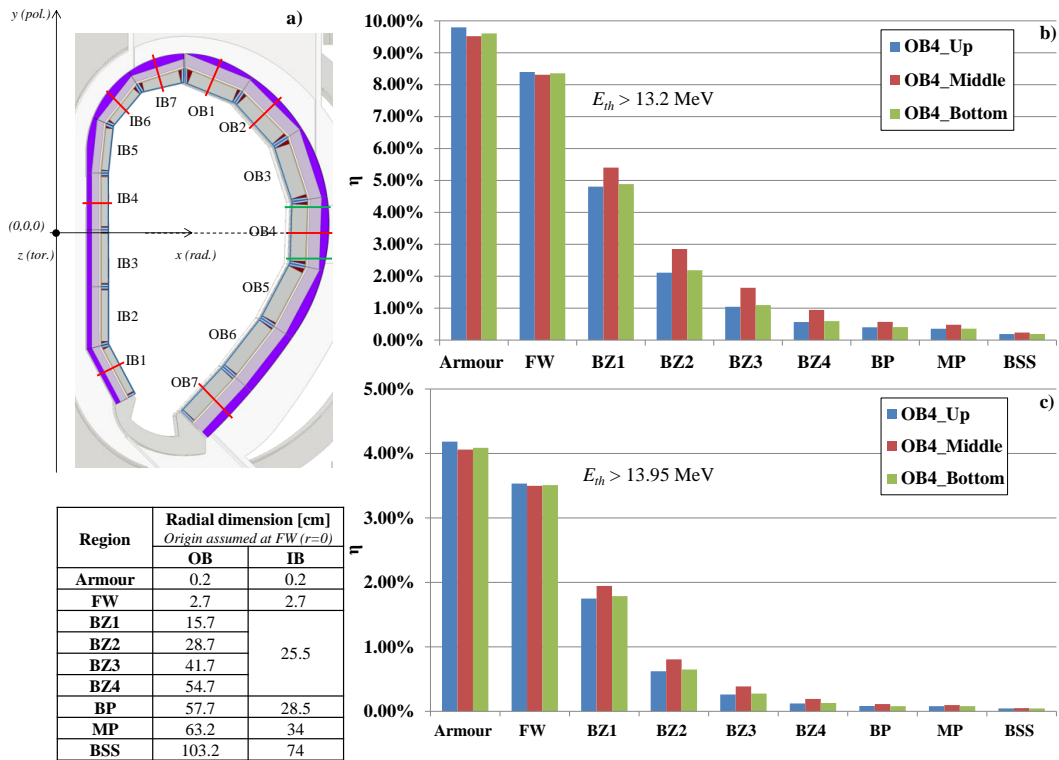 y (pol.)
a)
IB7
OB1
IB6
OB2
IB5
OB3
IB4
(0,0,0)
OB4
z (tor.)
x (rad.)
IB3
OB5
IB2
OB6
IB1
OB7
Region
Radial dimension [cm]
Origin assumed at FW (r=0)
OB IB
Armour 0.2 0.2
FW 2.7 2.7
BZ1 15.7
BZ2 28.7
25.5
BZ3 41.7
BZ4 54.7
BP 57.7 28.5
MP 63.2 34
BSS 103.2 74
b)
10.00%
9.00%
8.00%
7.00%
6.00%
5.00%
4.00%
3.00%
2.00%
1.00%
0.00%
η
OB4_Up
OB4_Middle
OB4_Bottom
Eth > 13.2 MeV
Armour FW BZ1 BZ2 BZ3 BZ4 BP MP BSS
c)
5.00%
4.00%
3.00%
2.00%
1.00%
0.00%
η
OB4_Up
OB4_Middle
OB4_Bottom
Eth > 13.95 MeV
Armour FW BZ1 BZ2 BZ3 BZ4 BP MP BSS